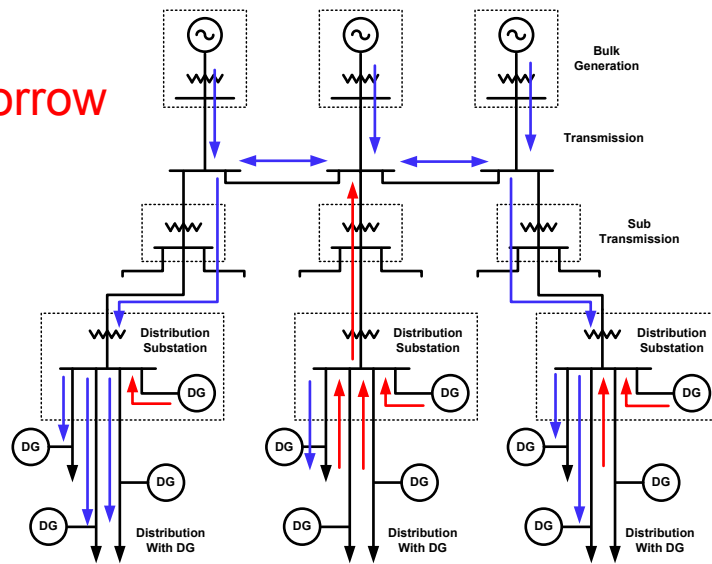 Bulk
Generation
orrow
Transmission
Sub
Transmission
Distribution
Substation
Distribution
Substation
Distribution
Substation
DG
DG
DG
DG
DG
DG
DG
DG
DG
DG
DG
DG
Distribution
With DG
Distribution
With DG
Distribution
With DG